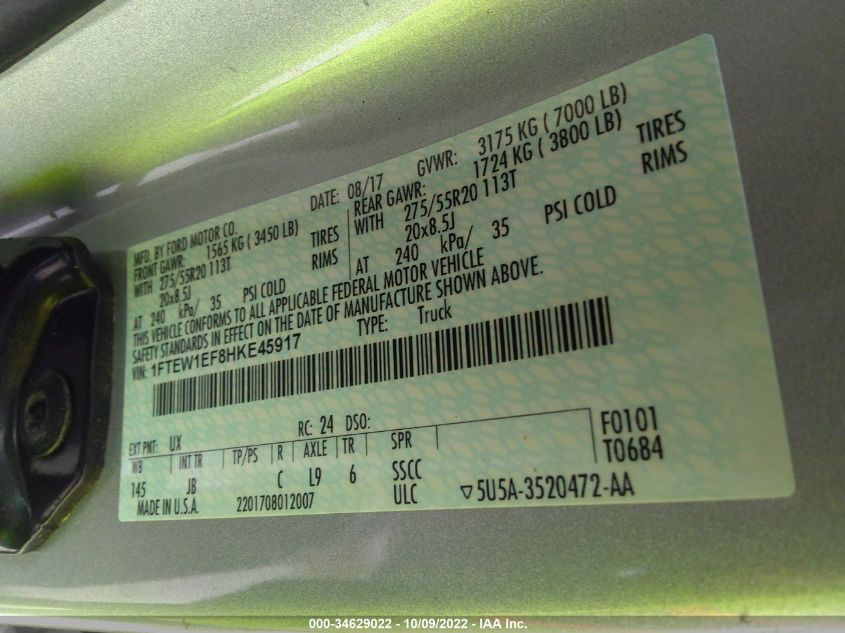 MFD. BY FORD MOTOR CO.
DATE: 08/17 GVWR: 3175 KG ( 7000 LB)
FRONT GAWR: 1565 KG ( 3450 LB)
REAR GAWR: 1724 KG ( 3800 LB)
WITH 275/55R20 113T TIRES
WITH 275/55R20 113T TIRES
20x8.5J RIMS
20x8.5J RIMS
AT 240 kPa/ 35 PSI COLD
AT 240 kPa/ 35 PSI COLD
THIS VEHICLE CONFORMS TO ALL APPLICABLE FEDERAL MOTOR VEHICLE
SAFETY STANDARDS IN EFFECT ON THE DATE OF MANUFACTURE SHOWN ABOVE.
VIN: 1FTEW1EF8HKE45917 TYPE: Truck
EXT PNT: UX RC: 24 DSO: F0101
WB INT TR TP/PS R AXLE TR SPR T0684
145 JB C L9 6 SSCC
MADE IN U.S.A. 2201708012007 ULC ▽5U5A-3520472-AA
000-34629022 - 10/09/2022 - IAA Inc.